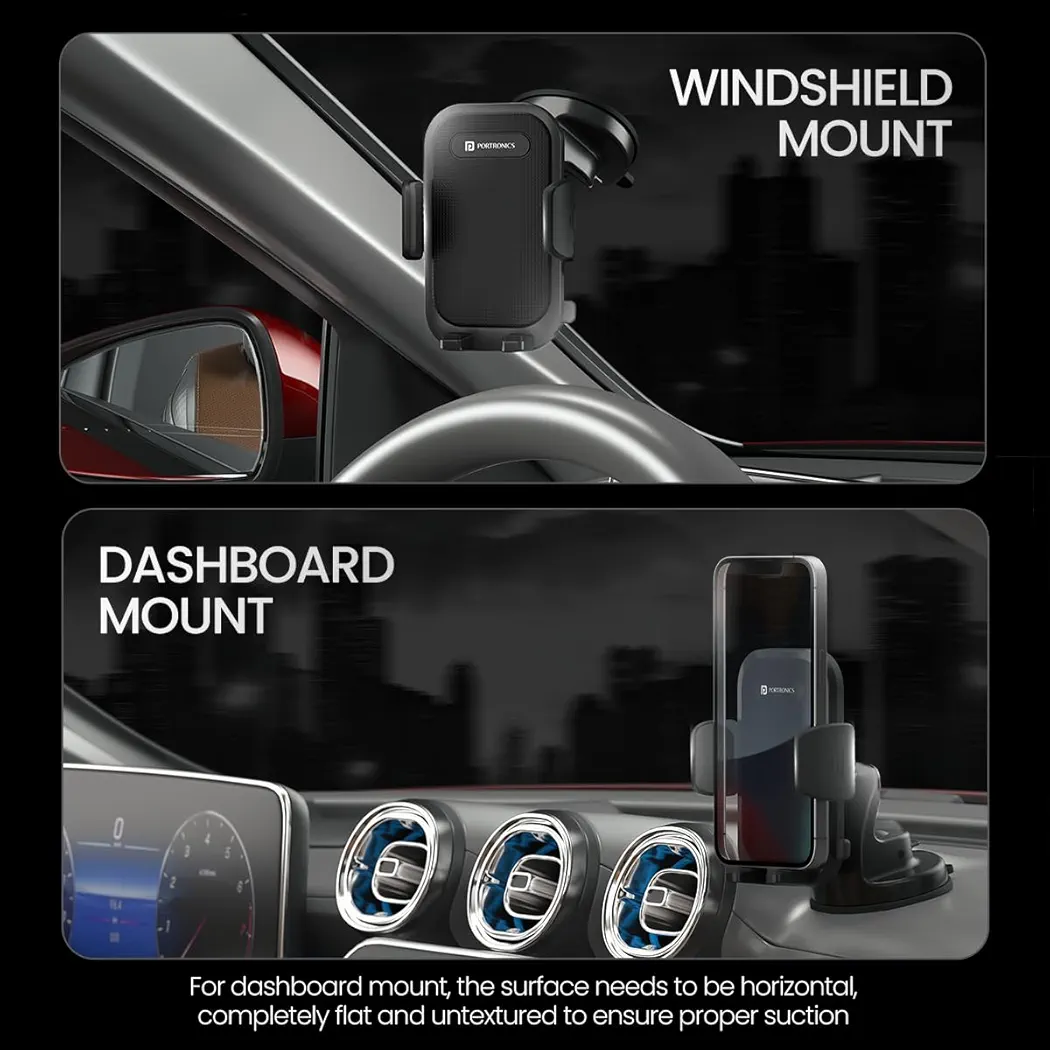 WINDSHIELD
MOUNT
PORTRONICS
DASHBOARD
MOUNT
PORTRONICS
0
For dashboard mount, the surface needs to be horizontal,
completely flat and untextured to ensure proper suction